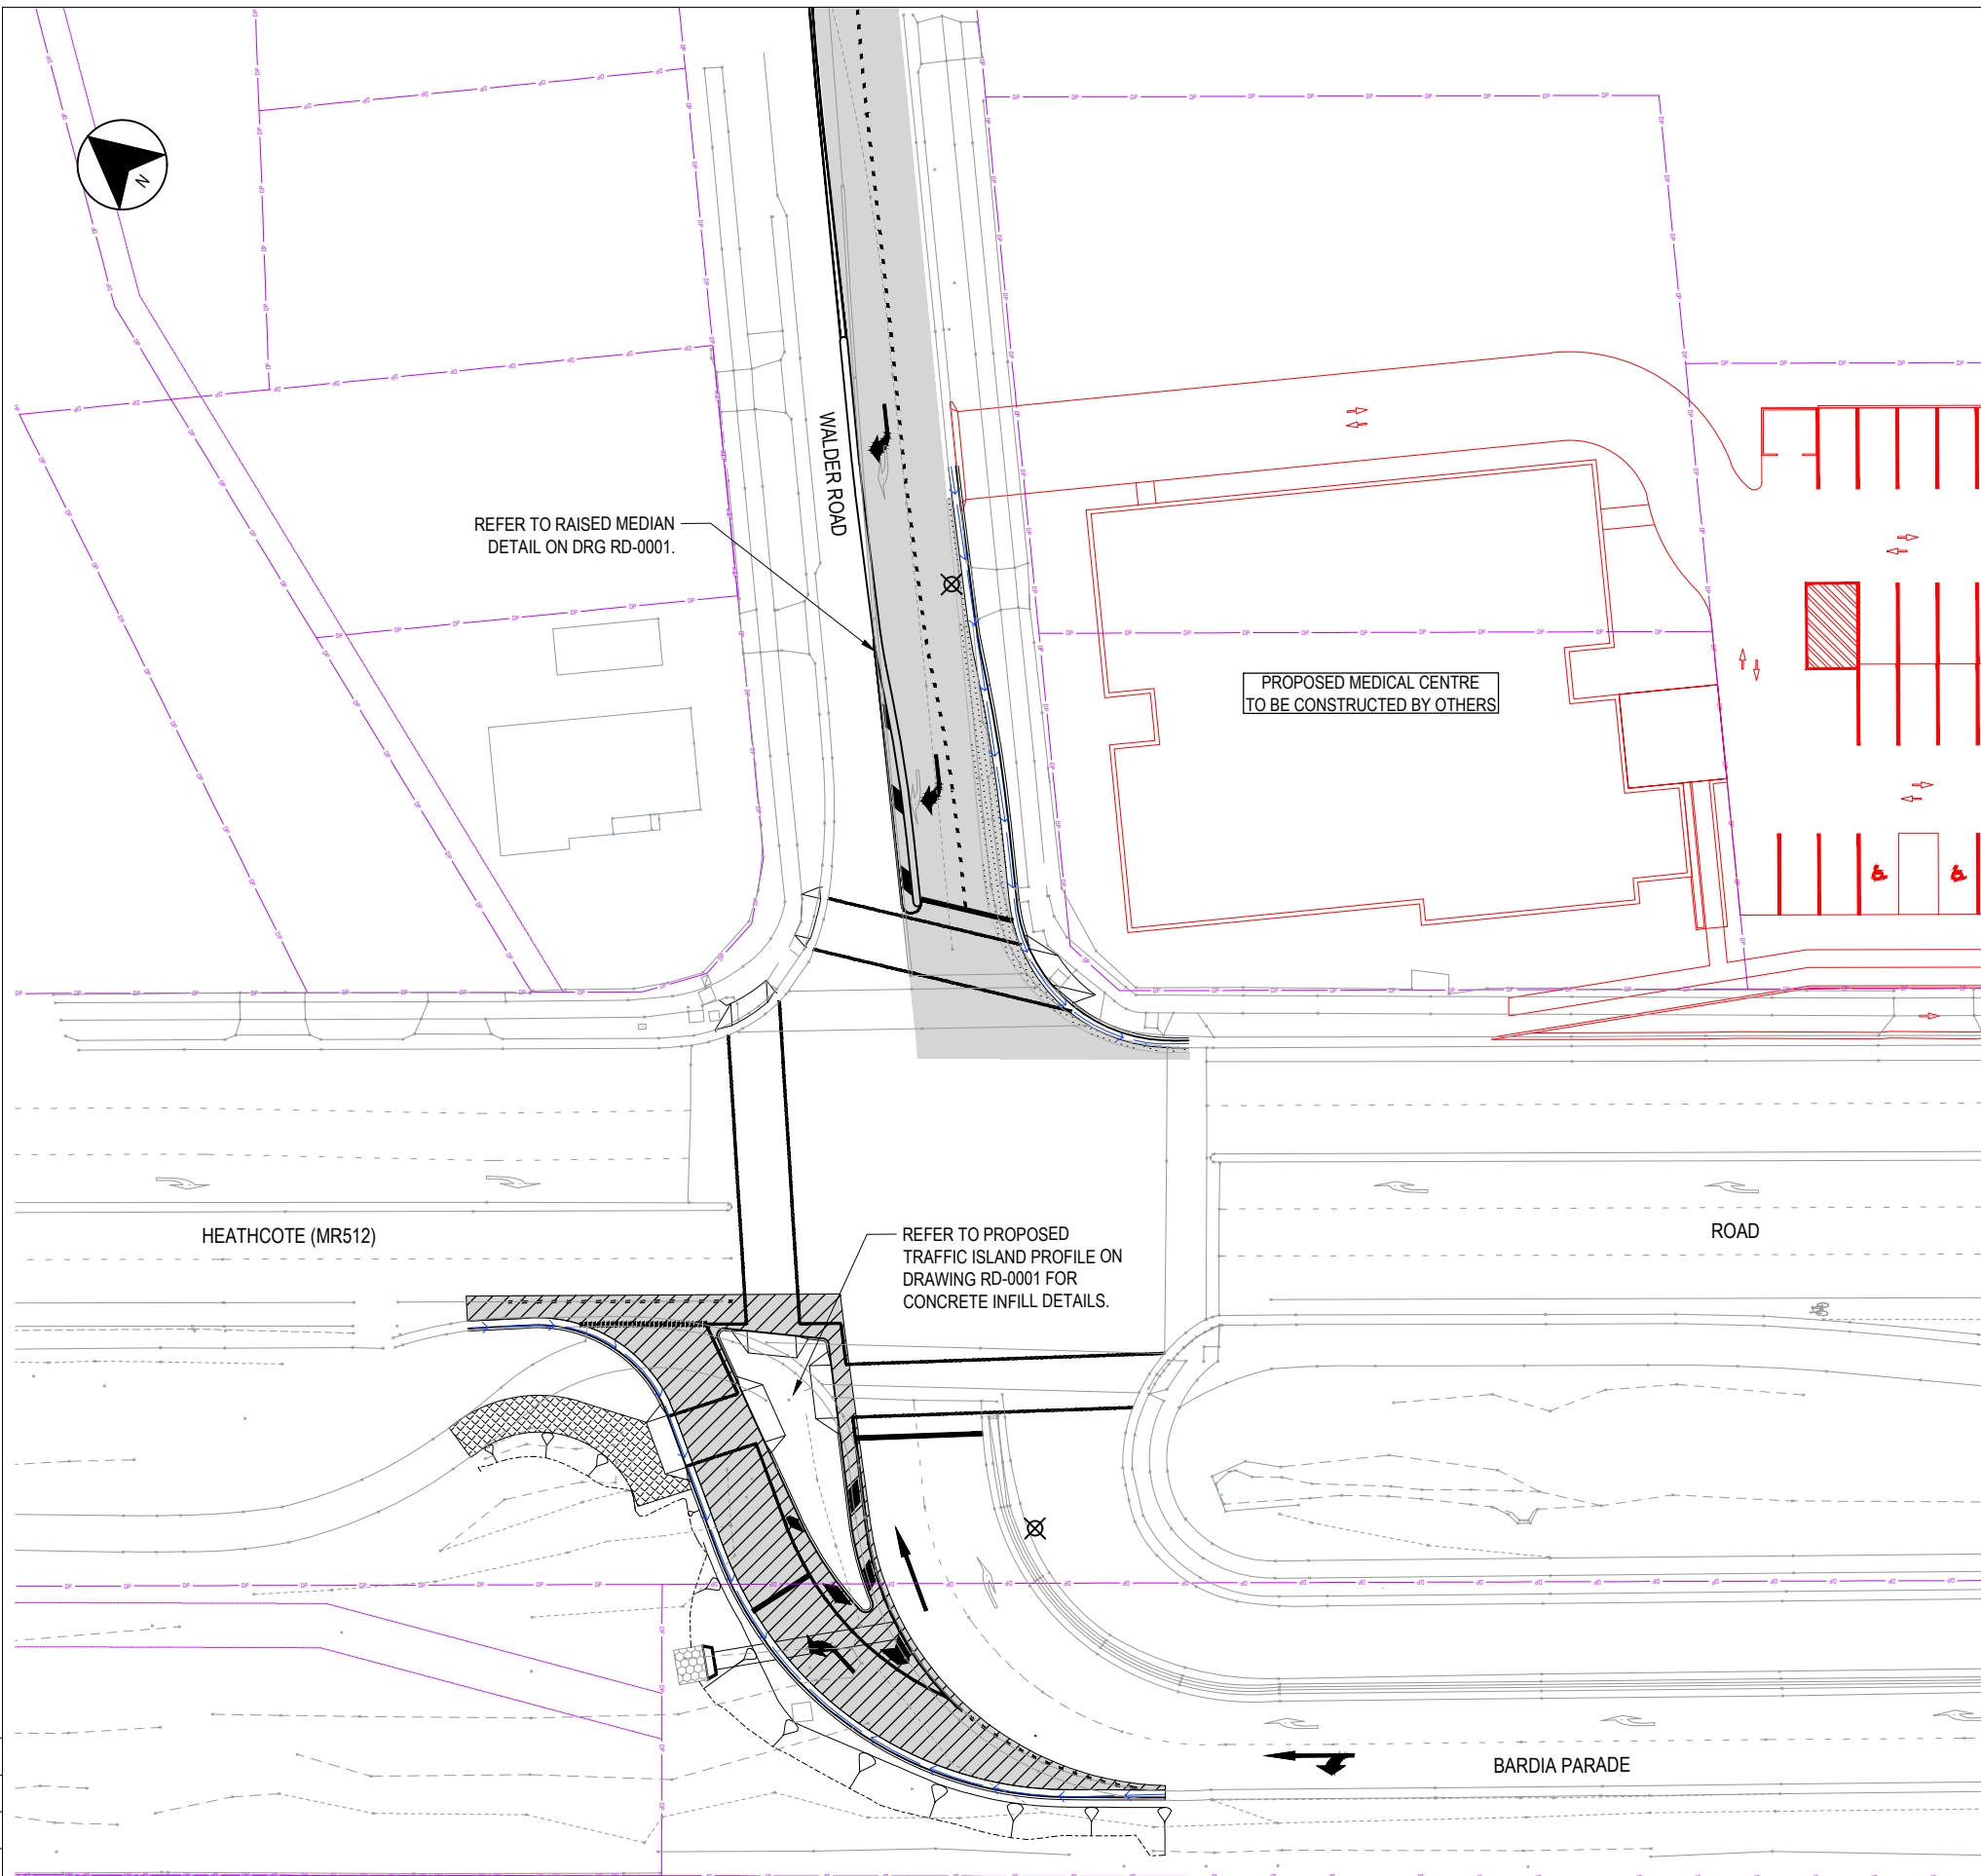 N
WALDER ROAD
REFER TO RAISED MEDIAN
DETAIL ON DRG RD-0001.
PROPOSED MEDICAL CENTRE
TO BE CONSTRUCTED BY OTHERS
HEATHCOTE (MR512)
REFER TO PROPOSED
TRAFFIC ISLAND PROFILE ON
DRAWING RD-0001 FOR
CONCRETE INFILL DETAILS.
ROAD
BARDIA PARADE
DP